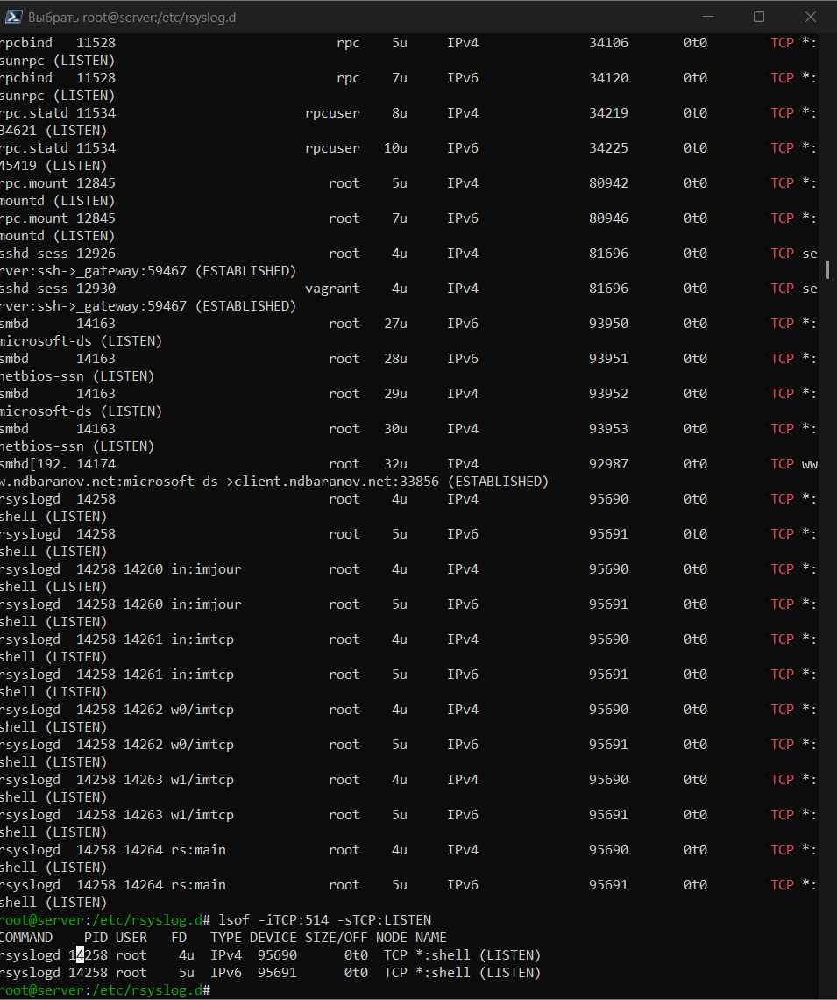 Выбрать root@server:/etc/rsyslog.d
rpcbind 11528 rpc 5u IPv4 34106 0t0 TCP *:
sunrpc (LISTEN)
rpcbind 11528 rpc 7u IPv6 34120 0t0 TCP *:
sunrpc (LISTEN)
rpc.statd 11534 rpcuser 8u IPv4 34219 0t0 TCP *:
34621 (LISTEN)
rpc.statd 11534 rpcuser 10u IPv6 34225 0t0 TCP *:
45419 (LISTEN)
rpc.mount 12845 root 5u IPv4 80942 0t0 TCP *:
mountd (LISTEN)
rpc.mount 12845 root 7u IPv6 80946 0t0 TCP *:
mountd (LISTEN)
sshd-sess 12926 root 4u IPv4 81696 0t0 TCP se
rver:ssh->_gateway:59467 (ESTABLISHED)
sshd-sess 12930 vagrant 4u IPv4 81696 0t0 TCP se
rver:ssh->_gateway:59467 (ESTABLISHED)
smbd 14163 root 27u IPv6 93950 0t0 TCP *:
microsoft-ds (LISTEN)
smbd 14163 root 28u IPv6 93951 0t0 TCP *:
netbios-ssn (LISTEN)
smbd 14163 root 29u IPv4 93952 0t0 TCP *:
microsoft-ds (LISTEN)
smbd 14163 root 30u IPv4 93953 0t0 TCP *:
netbios-ssn (LISTEN)
smbd[192. 14174 root 32u IPv4 92987 0t0 TCP ww
w.ndbaranov.net:microsoft-ds->client.ndbaranov.net:33856 (ESTABLISHED)
rsyslogd 14258 root 4u IPv4 95690 0t0 TCP *:
shell (LISTEN)
rsyslogd 14258 root 5u IPv6 95691 0t0 TCP *:
shell (LISTEN)
rsyslogd 14258 14260 in:imjour root 4u IPv4 95690 0t0 TCP *:
shell (LISTEN)
rsyslogd 14258 14260 in:imjour root 5u IPv6 95691 0t0 TCP *:
shell (LISTEN)
rsyslogd 14258 14261 in:imtcp root 4u IPv4 95690 0t0 TCP *:
shell (LISTEN)
rsyslogd 14258 14261 in:imtcp root 5u IPv6 95691 0t0 TCP *:
shell (LISTEN)
rsyslogd 14258 14262 w0/imtcp root 4u IPv4 95690 0t0 TCP *:
shell (LISTEN)
rsyslogd 14258 14262 w0/imtcp root 5u IPv6 95691 0t0 TCP *:
shell (LISTEN)
rsyslogd 14258 14263 w1/imtcp root 4u IPv4 95690 0t0 TCP *:
shell (LISTEN)
rsyslogd 14258 14263 w1/imtcp root 5u IPv6 95691 0t0 TCP *:
shell (LISTEN)
rsyslogd 14258 14264 rs:main root 4u IPv4 95690 0t0 TCP *:
shell (LISTEN)
rsyslogd 14258 14264 rs:main root 5u IPv6 95691 0t0 TCP *:
shell (LISTEN)
root@server:/etc/rsyslog.d# lsof -iTCP:514 -sTCP:LISTEN
COMMAND PID USER FD TYPE DEVICE SIZE/OFF NODE NAME
rsyslogd 14258 root 4u IPv4 95690 0t0 TCP *:shell (LISTEN)
rsyslogd 14258 root 5u IPv6 95691 0t0 TCP *:shell (LISTEN)
root@server:/etc/rsyslog.d#